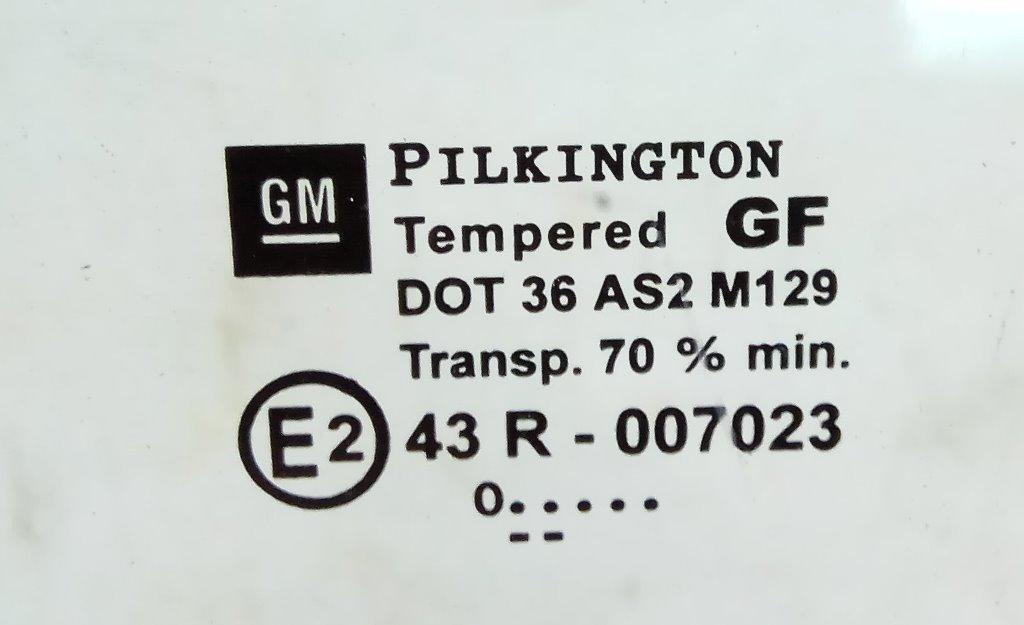 GM
PILKINGTON
Tempered GF
DOT 36 AS2 M129
Transp. 70 % min.
E2 43 R - 007023
0.....
--